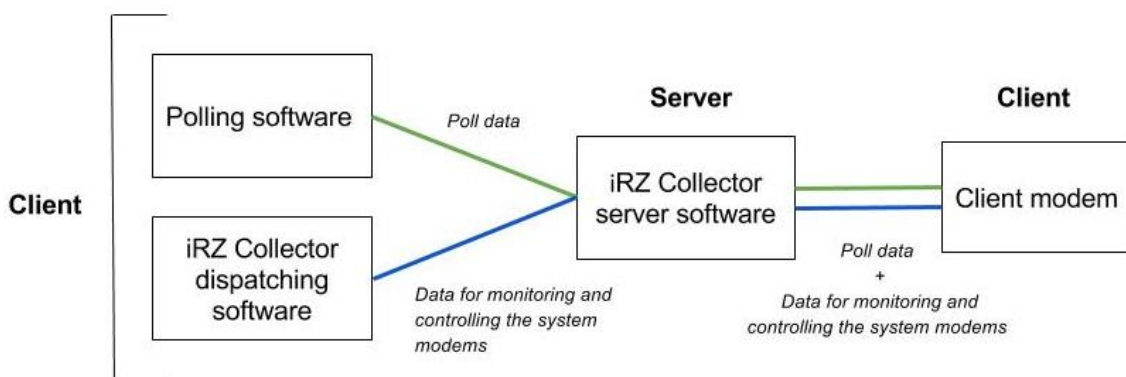 Client
Polling software
iRZ Collector
dispatching
software
Poll data
Data for monitoring and
controlling the system
modems
Server
iRZ Collector
server software
Poll data
+
Data for monitoring and
controlling the system modems
Client
Client modem